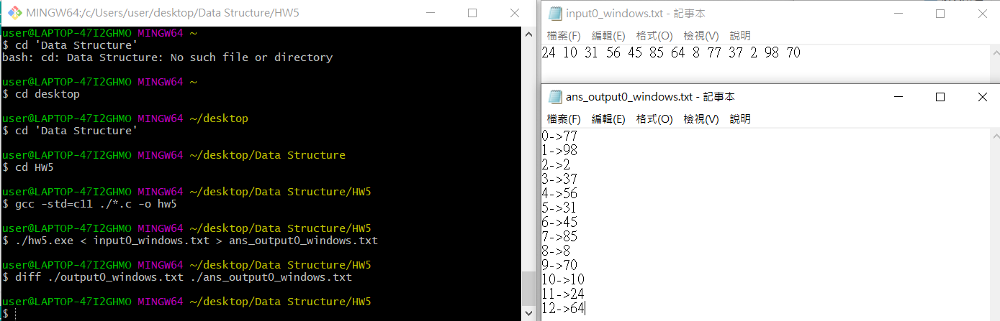 MINGW64:/c/Users/user/desktop/Data Structure/HW5
user@LAPTOP-47I2GHMO MINGW64 ~
$ cd 'Data Structure'
bash: cd: Data Structure: No such file or directory
user@LAPTOP-47I2GHMO MINGW64 ~
$ cd desktop
user@LAPTOP-47I2GHMO MINGW64 ~/desktop
$ cd 'Data Structure'
user@LAPTOP-47I2GHMO MINGW64 ~/desktop/Data Structure
$ cd HW5
user@LAPTOP-47I2GHMO MINGW64 ~/desktop/Data Structure/HW5
$ gcc -std=c11 ./*.c -o hw5
user@LAPTOP-47I2GHMO MINGW64 ~/desktop/Data Structure/HW5
$ ./hw5.exe < input0_windows.txt > ans_output0_windows.txt
user@LAPTOP-47I2GHMO MINGW64 ~/desktop/Data Structure/HW5
$ diff ./output0_windows.txt ./ans_output0_windows.txt
user@LAPTOP-47I2GHMO MINGW64 ~/desktop/Data Structure/HW5
$
input0_windows.txt - 記事本
檔案(F) 編輯(E) 格式(O) 檢視(V) 說明
24 10 31 56 45 85 64 8 77 37 2 98 70
ans_output0_windows.txt - 記事本
檔案(F) 編輯(E) 格式(O) 檢視(V) 說明
0->77
1->98
2->2
3->37
4->56
5->31
6->45
7->85
8->8
9->70
10->10
11->24
12->64